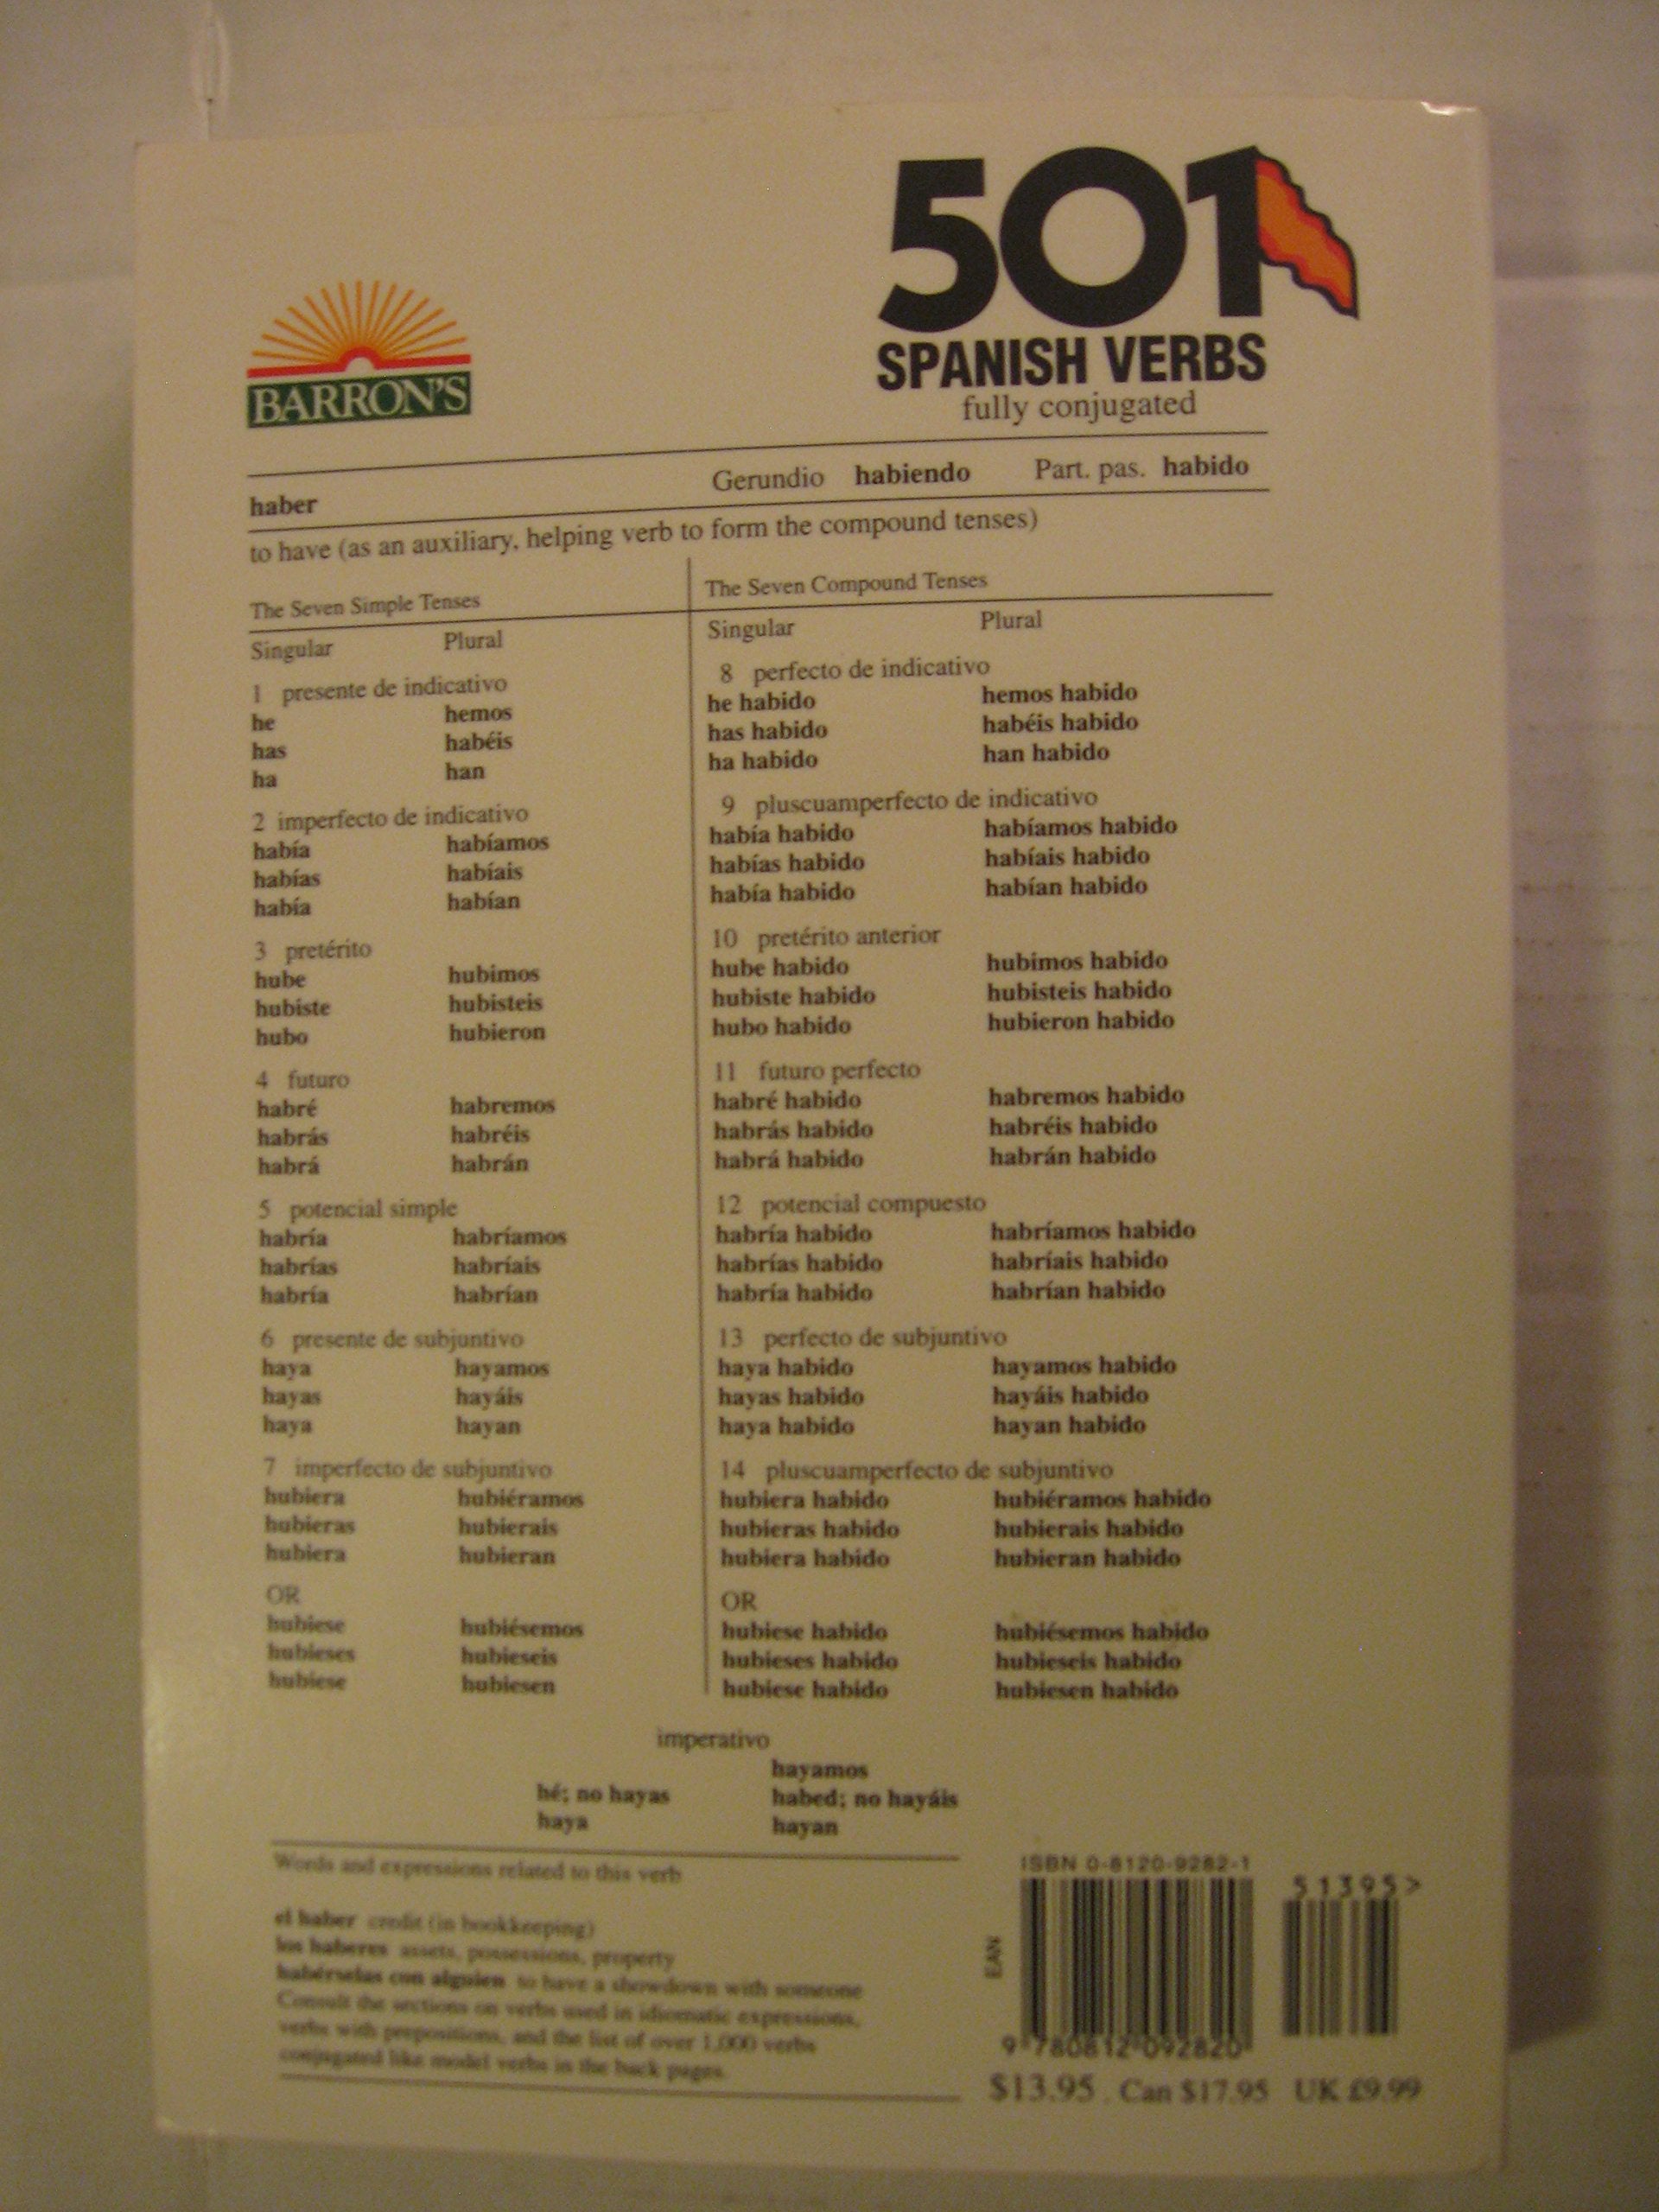 501
SPANISH VERBS
fully conjugated
BARRON'S
haber Gerundio habiendo Part. pas. habido
to have (as an auxiliary, helping verb to form the compound tenses)
The Seven Simple Tenses The Seven Compound Tenses
Singular Plural Singular Plural
1 presente de indicativo
he hemos
has habéis
ha han
2 imperfecto de indicativo
había habíamos
habías habíais
había habían
3 pretérito
hube hubimos
hubiste hubisteis
hubo hubieron
4 futuro
habré habremos
habrás habréis
habrá habrán
5 potencial simple
habría habríamos
habrías habríais
habría habrían
6 presente de subjuntivo
haya hayamos
hayas hayáis
haya hayan
7 imperfecto de subjuntivo
hubiera hubiéramos
hubieras hubierais
hubiera hubieran
OR
hubiese hubiésemos
hubieses hubieseis
hubiese hubiesen
8 perfecto de indicativo
he habido hemos habido
has habido habéis habido
ha habido han habido
9 pluscuamperfecto de indicativo
había habido habíamos habido
habías habido habíais habido
había habido habían habido
10 pretérito anterior
hube habido hubimos habido
hubiste habido hubisteis habido
hubo habido hubieron habido
11 futuro perfecto
habré habido habremos habido
habrás habido habréis habido
habrá habido habrán habido
12 potencial compuesto
habría habido habríamos habido
habrías habido habríais habido
habría habido habrían habido
13 perfecto de subjuntivo
haya habido hayamos habido
hayas habido hayáis habido
haya habido hayan habido
14 pluscuamperfecto de subjuntivo
hubiera habido hubiéramos habido
hubieras habido hubierais habido
hubiera habido hubieran habido
OR
hubiese habido hubiésemos habido
hubieses habido hubieseis habido
hubiese habido hubiesen habido
imperativo
hayamos
hé; no hayas habed; no hayáis
haya hayan
Words and expressions related to this verb
el haber credit (in bookkeeping)
los haberes assets, possessions, property
habérselas con alguien to have a showdown with someone
Consult the sections on verbs used in idiomatic expressions,
verbs with prepositions, and the list of over 1,000 verbs
conjugated like model verbs in the back pages.
ISBN 0-8120-9282-1
51395>
EAN
9 780812 092820
$13.95 Can $17.95 UK £9.99